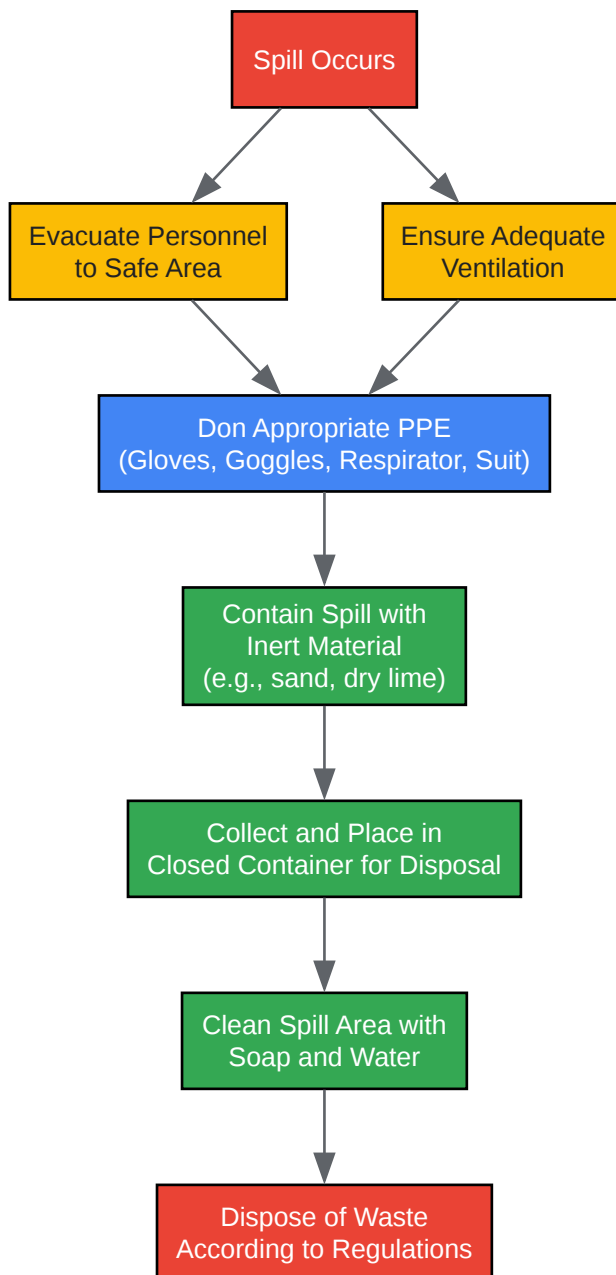 Spill Occurs
Evacuate Personnel
to Safe Area
Ensure Adequate
Ventilation
Don Appropriate PPE
(Gloves, Goggles, Respirator, Suit)
Contain Spill with
Inert Material
(e.g., sand, dry lime)
Collect and Place in
Closed Container for Disposal
Clean Spill Area with
Soap and Water
Dispose of Waste
According to Regulations